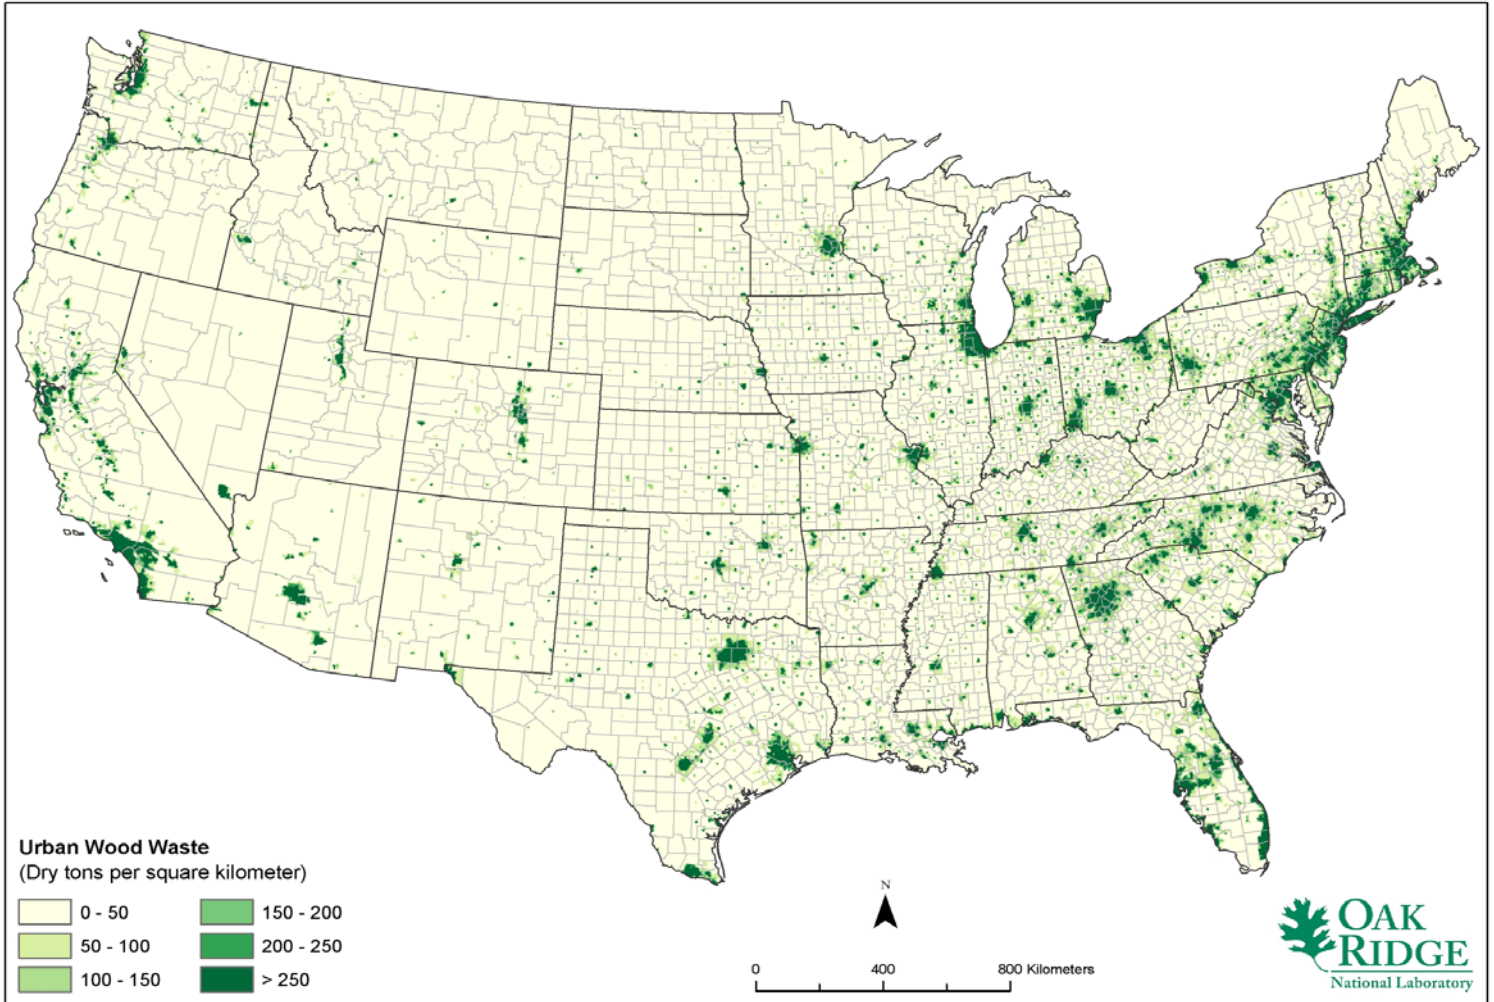 Urban Wood Waste
(Dry tons per square kilometer)
0 - 50
50 - 100
100 - 150
150 - 200
200 - 250
> 250
N
0 400 800 Kilometers
OAK
RIDGE
National Laboratory